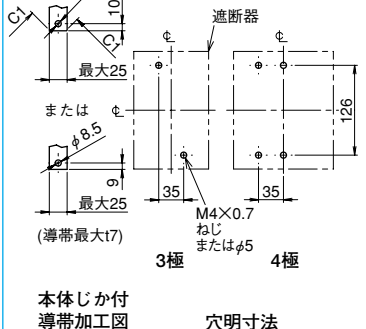 C1
10
C1
最大25
または
φ8.5
9
最大25
(導帯最大t7)
遮断器
℄
℄
℄
126
35
35
M4×0.7
ねじ
またはφ5
3極
4極
本体じか付
導帯加工図
穴明寸法